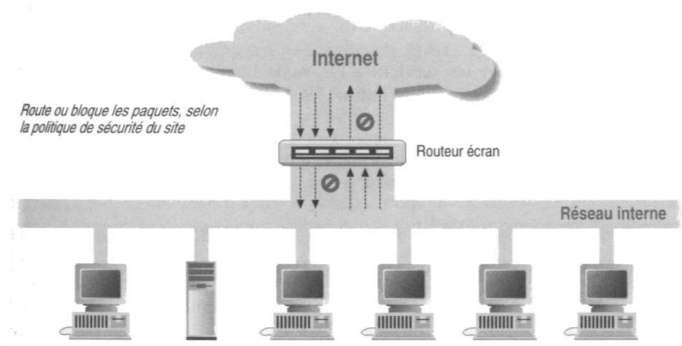 Internet
Route ou bloque les paquets, selon
la politique de sécurité du site
Routeur écran
Réseau interne